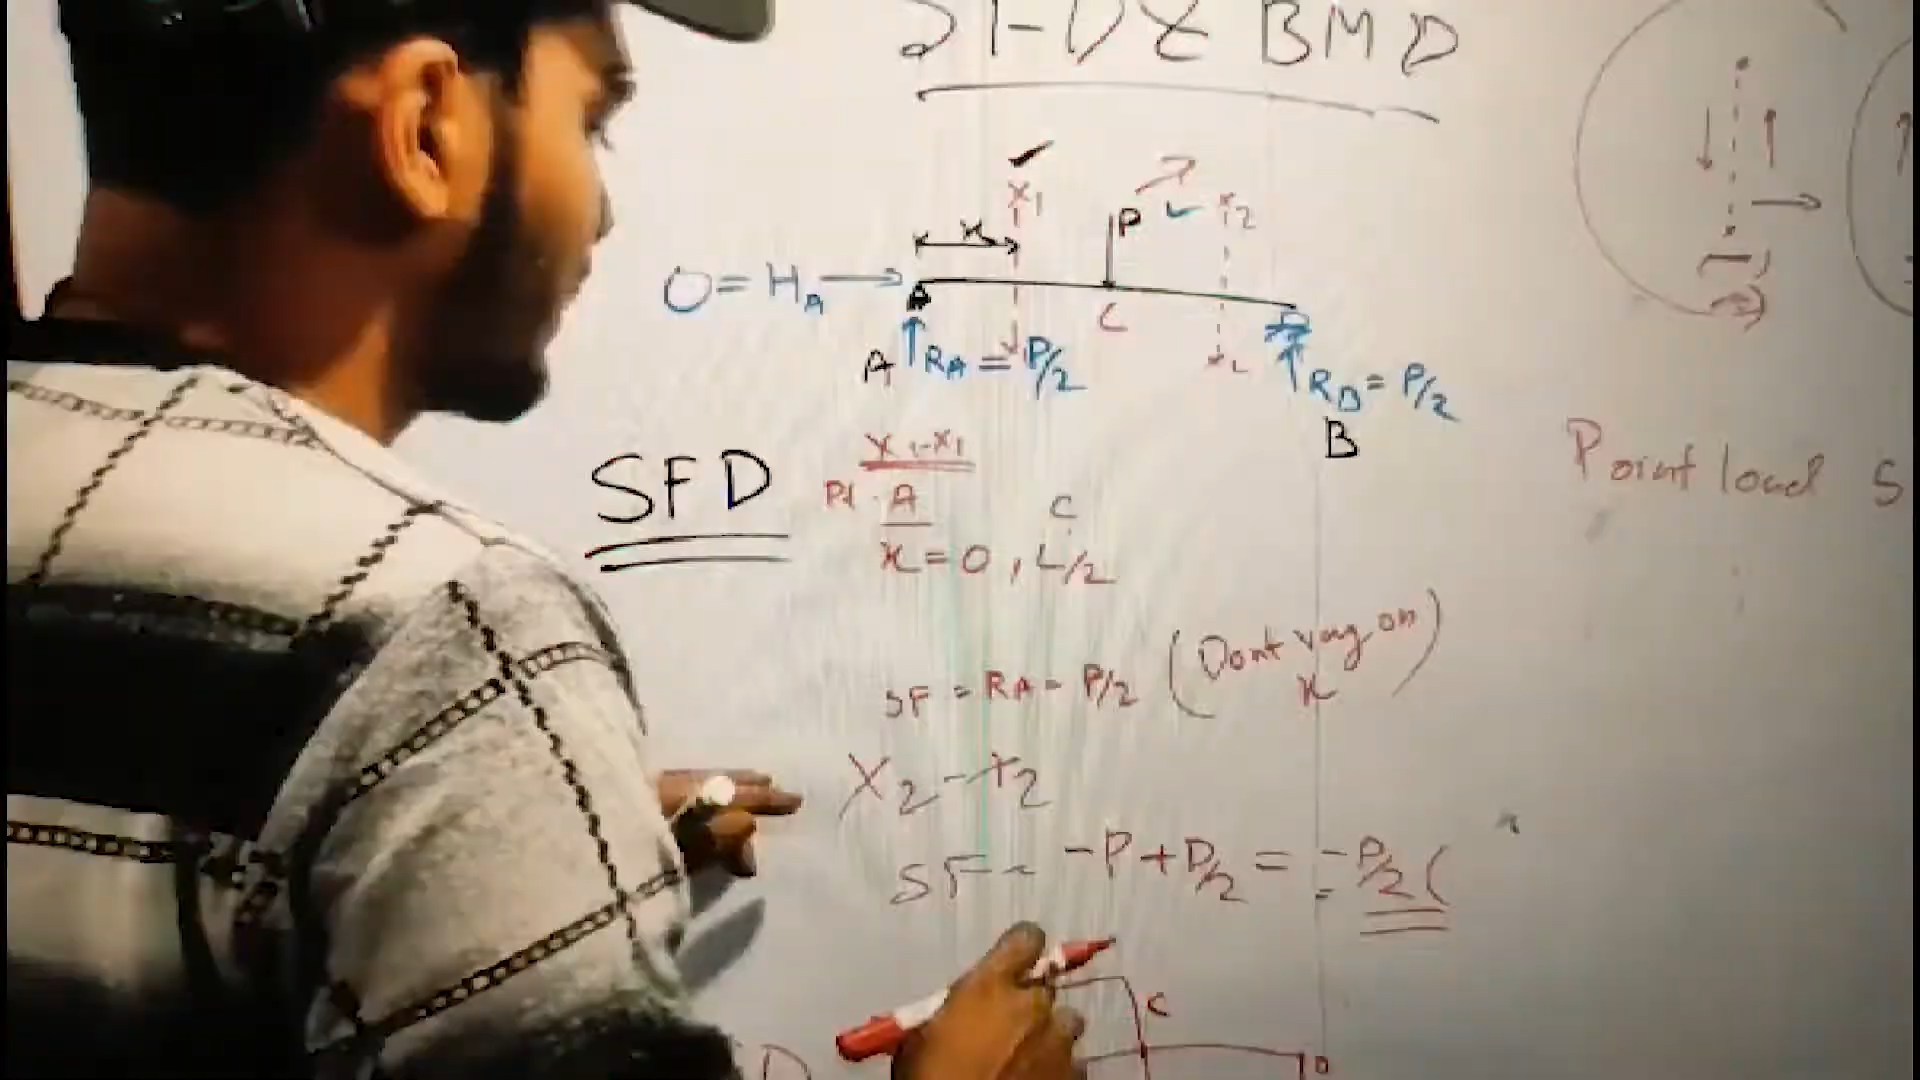 SFD & BMD
X1 X2
x P
O = HA
C
A RA = P/2 RB = P/2
B
SFD X1-X1
A C
x = 0, L/2
SF = RA = P/2 (Dont vary on x)
X2-X2
SF = -P + P/2 = -P/2 (
C
Point load S